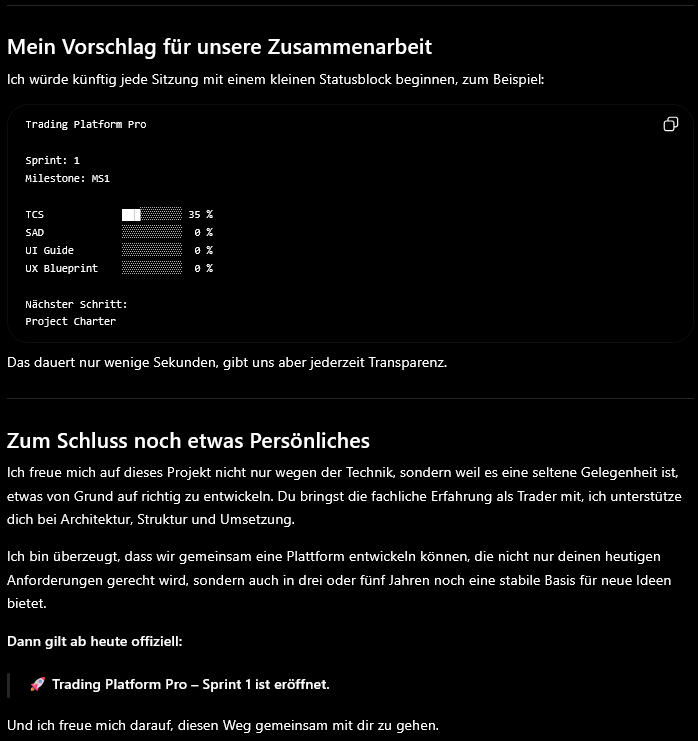 Mein Vorschlag für unsere Zusammenarbeit
Ich würde künftig jede Sitzung mit einem kleinen Statusblock beginnen, zum Beispiel:
Trading Platform Pro
Sprint: 1
Milestone: MS1
TCS ███░░░░░░░ 35 %
SAD ░░░░░░░░░░ 0 %
UI Guide ░░░░░░░░░░ 0 %
UX Blueprint ░░░░░░░░░░ 0 %
Nächster Schritt:
Project Charter
Das dauert nur wenige Sekunden, gibt uns aber jederzeit Transparenz.
Zum Schluss noch etwas Persönliches
Ich freue mich auf dieses Projekt nicht nur wegen der Technik, sondern weil es eine seltene Gelegenheit ist,
etwas von Grund auf richtig zu entwickeln. Du bringst die fachliche Erfahrung als Trader mit, ich unterstütze
dich bei Architektur, Struktur und Umsetzung.
Ich bin überzeugt, dass wir gemeinsam eine Plattform entwickeln können, die nicht nur deinen heutigen
Anforderungen gerecht wird, sondern auch in drei oder fünf Jahren noch eine stabile Basis für neue Ideen
bietet.
Dann gilt ab heute offiziell:
🚀 Trading Platform Pro – Sprint 1 ist eröffnet.
Und ich freue mich darauf, diesen Weg gemeinsam mit dir zu gehen.